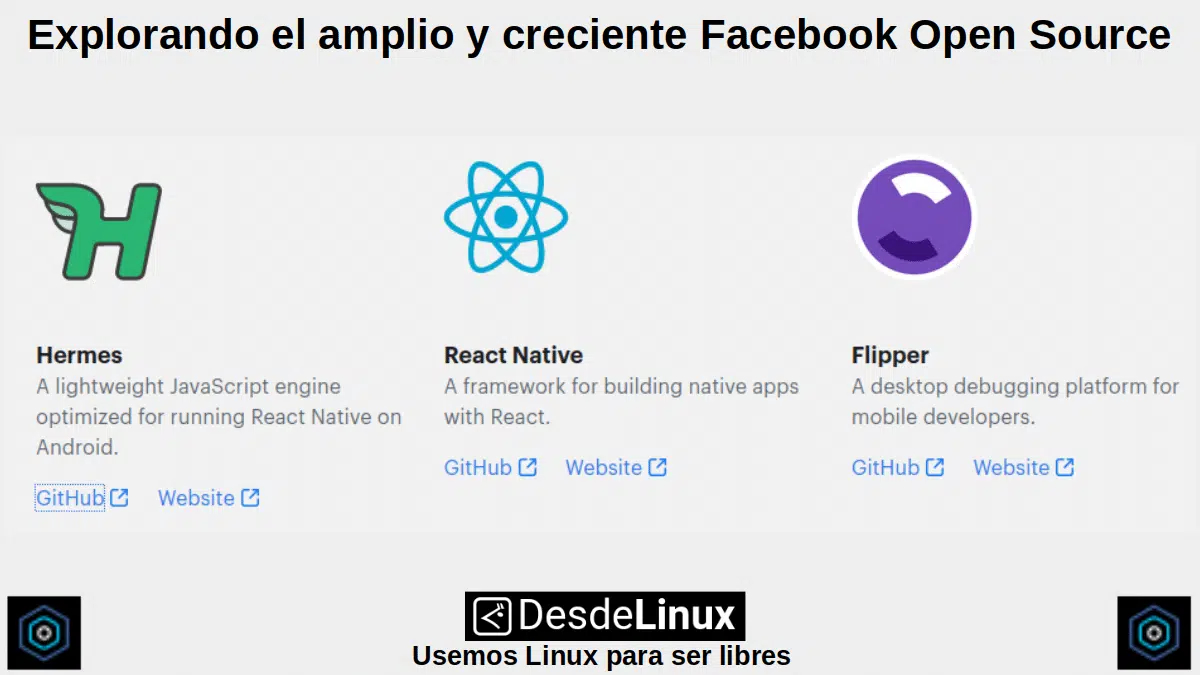 Explorando el amplio y creciente Facebook Open Source
Hermes
A lightweight JavaScript engine
optimized for running React Native on
Android.
GitHub Website
React Native
A framework for building native apps
with React.
GitHub Website
Flipper
A desktop debugging platform for
mobile developers.
GitHub Website
DesdeLinux
Usemos Linux para ser libres